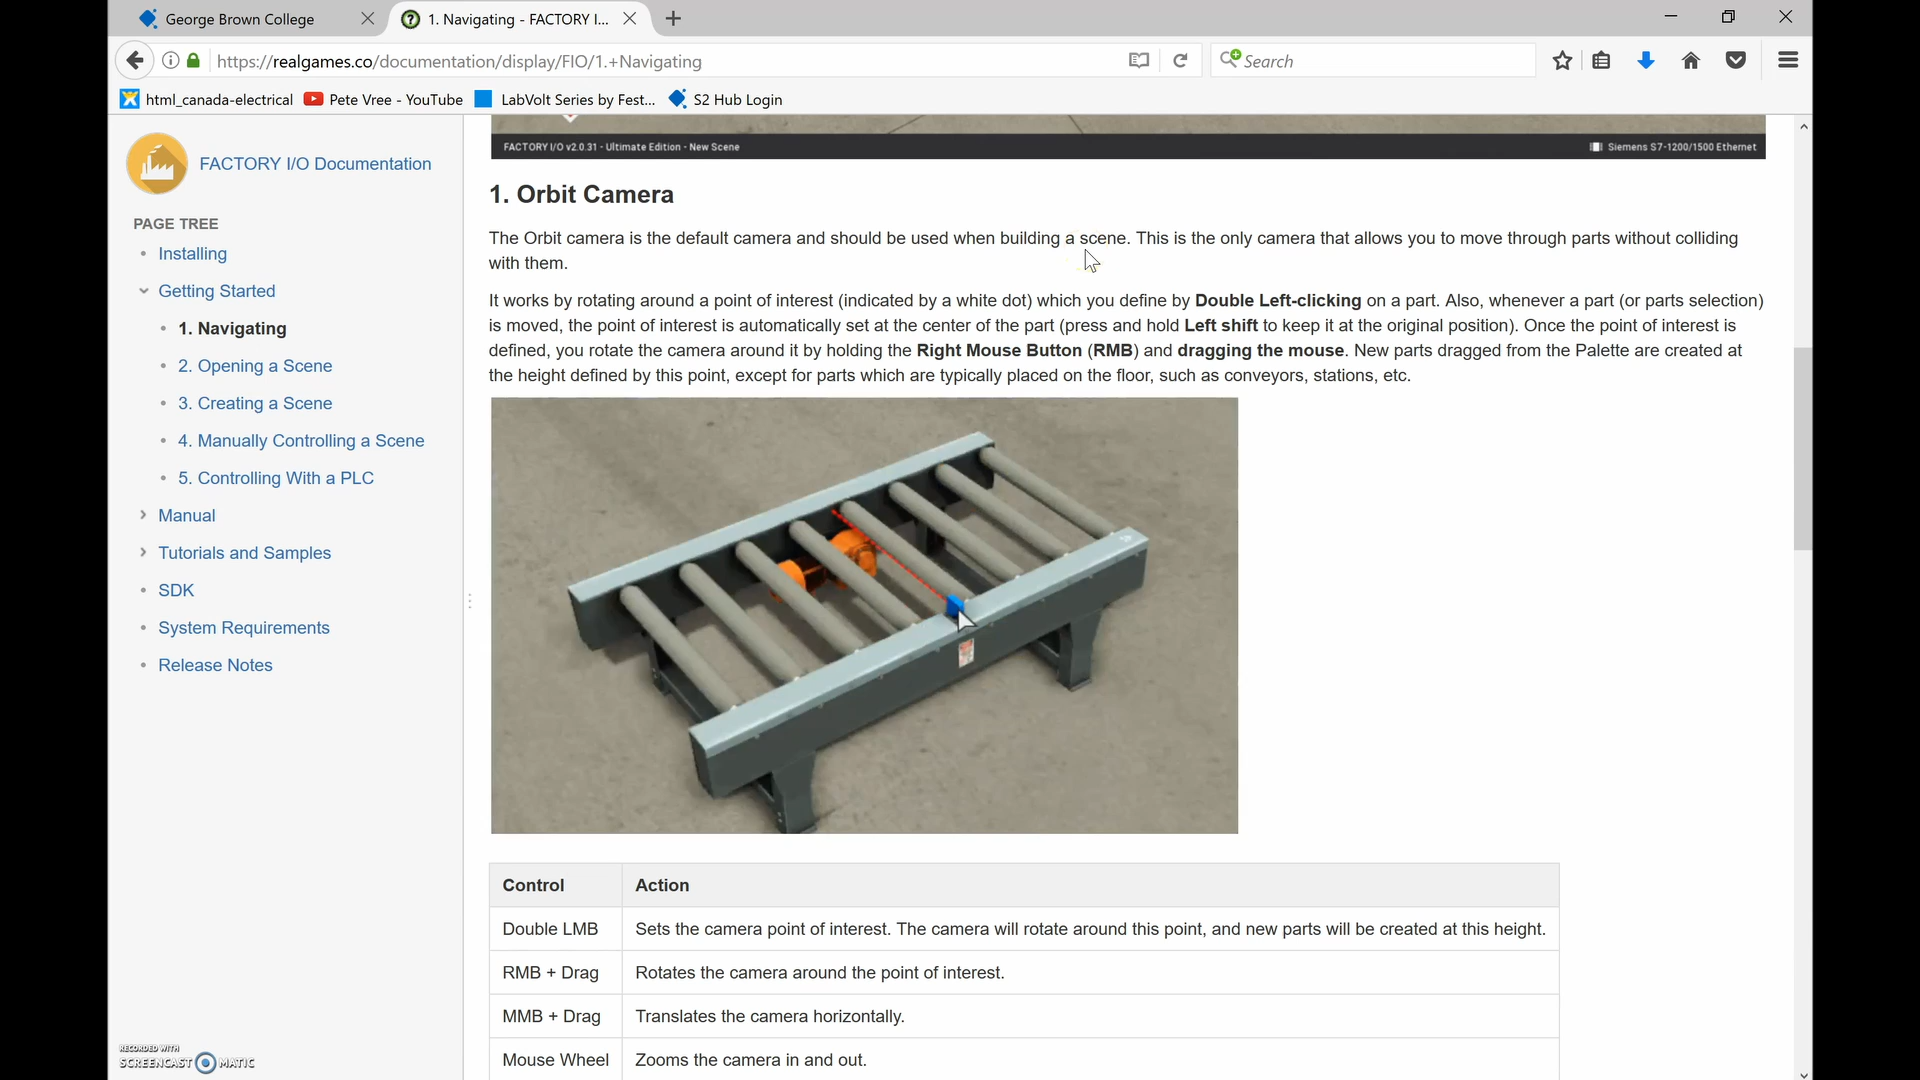 George Brown College
1. Navigating - FACTORY I...
https://realgames.co/documentation/display/FIO/1.+Navigating
Search
html_canada-electrical
Pete Vree - YouTube
LabVolt Series by Fest...
S2 Hub Login
FACTORY I/O Documentation
PAGE TREE
Installing
Getting Started
1. Navigating
2. Opening a Scene
3. Creating a Scene
4. Manually Controlling a Scene
5. Controlling With a PLC
Manual
Tutorials and Samples
SDK
System Requirements
Release Notes
RECORDED WITH
SCREENCAST MATIC
FACTORY I/O v2.0.31 - Ultimate Edition - New Scene
Siemens S7-1200/1500 Ethernet
1. Orbit Camera
The Orbit camera is the default camera and should be used when building a scene. This is the only camera that allows you to move through parts without colliding
with them.
It works by rotating around a point of interest (indicated by a white dot) which you define by Double Left-clicking on a part. Also, whenever a part (or parts selection)
is moved, the point of interest is automatically set at the center of the part (press and hold Left shift to keep it at the original position). Once the point of interest is
defined, you rotate the camera around it by holding the Right Mouse Button (RMB) and dragging the mouse. New parts dragged from the Palette are created at
the height defined by this point, except for parts which are typically placed on the floor, such as conveyors, stations, etc.
Control Action
Double LMB Sets the camera point of interest. The camera will rotate around this point, and new parts will be created at this height.
RMB + Drag Rotates the camera around the point of interest.
MMB + Drag Translates the camera horizontally.
Mouse Wheel Zooms the camera in and out.